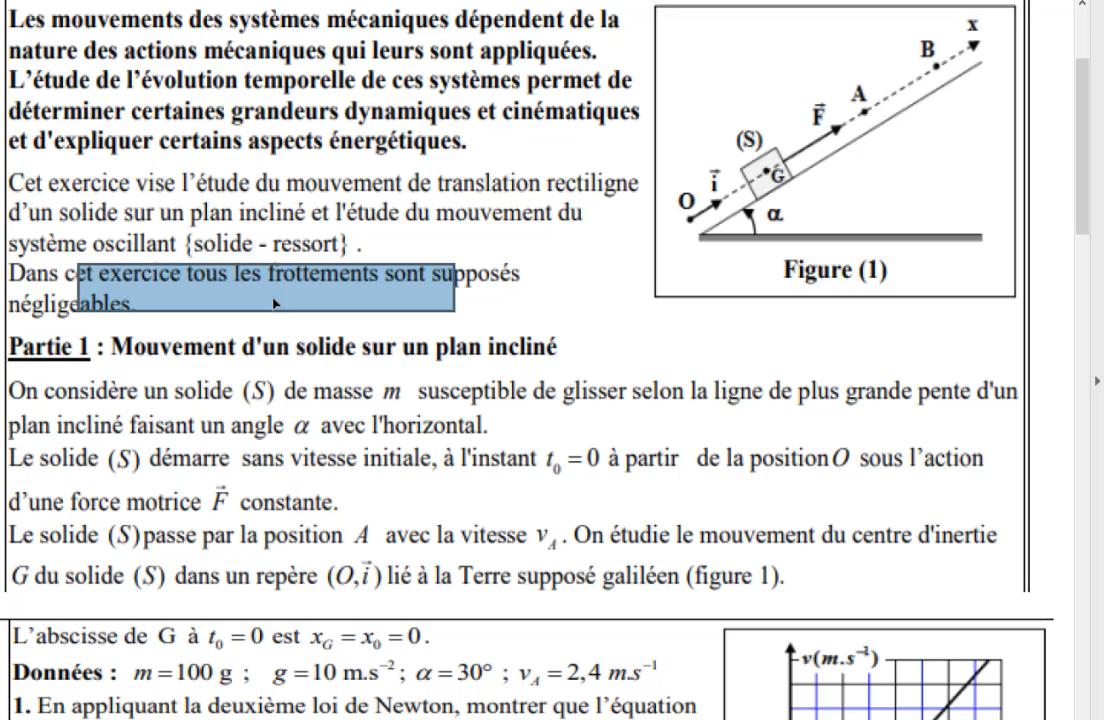 Les mouvements des systèmes mécaniques dépendent de la
nature des actions mécaniques qui leurs sont appliquées.
L'étude de l'évolution temporelle de ces systèmes permet de
déterminer certaines grandeurs dynamiques et cinématiques
et d'expliquer certains aspects énergétiques.
Cet exercice vise l'étude du mouvement de translation rectiligne
d'un solide sur un plan incliné et l'étude du mouvement du
système oscillant {solide - ressort} .
Dans cet exercice tous les frottements sont supposés
négligeables.
x
B
A
F⃗
(S)
G
i⃗
O
α
Figure (1)
Partie 1 : Mouvement d'un solide sur un plan incliné
On considère un solide (S) de masse m susceptible de glisser selon la ligne de plus grande pente d'un
plan incliné faisant un angle α avec l'horizontal.
Le solide (S) démarre sans vitesse initiale, à l'instant t₀ = 0 à partir de la position O sous l'action
d'une force motrice F⃗ constante.
Le solide (S) passe par la position A avec la vitesse v_A . On étudie le mouvement du centre d'inertie
G du solide (S) dans un repère (O,i⃗) lié à la Terre supposé galiléen (figure 1).
L'abscisse de G à t₀ = 0 est x_G = x₀ = 0 .
Données : m = 100 g ; g = 10 m.s⁻² ; α = 30° ; v_A = 2,4 m.s⁻¹
1. En appliquant la deuxième loi de Newton, montrer que l'équation
v(m.s⁻¹)